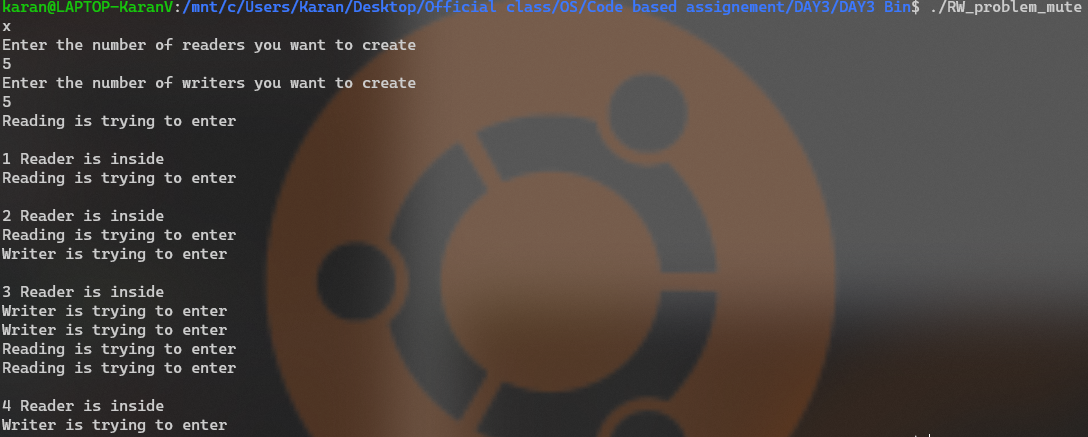 karan@LAPTOP-KaranV:/mnt/c/Users/Karan/Desktop/Official class/OS/Code based assignement/DAY3/DAY3 Bin$ ./RW_problem_mute
x
Enter the number of readers you want to create
5
Enter the number of writers you want to create
5
Reading is trying to enter
1 Reader is inside
Reading is trying to enter
2 Reader is inside
Reading is trying to enter
Writer is trying to enter
3 Reader is inside
Writer is trying to enter
Writer is trying to enter
Reading is trying to enter
Reading is trying to enter
4 Reader is inside
Writer is trying to enter